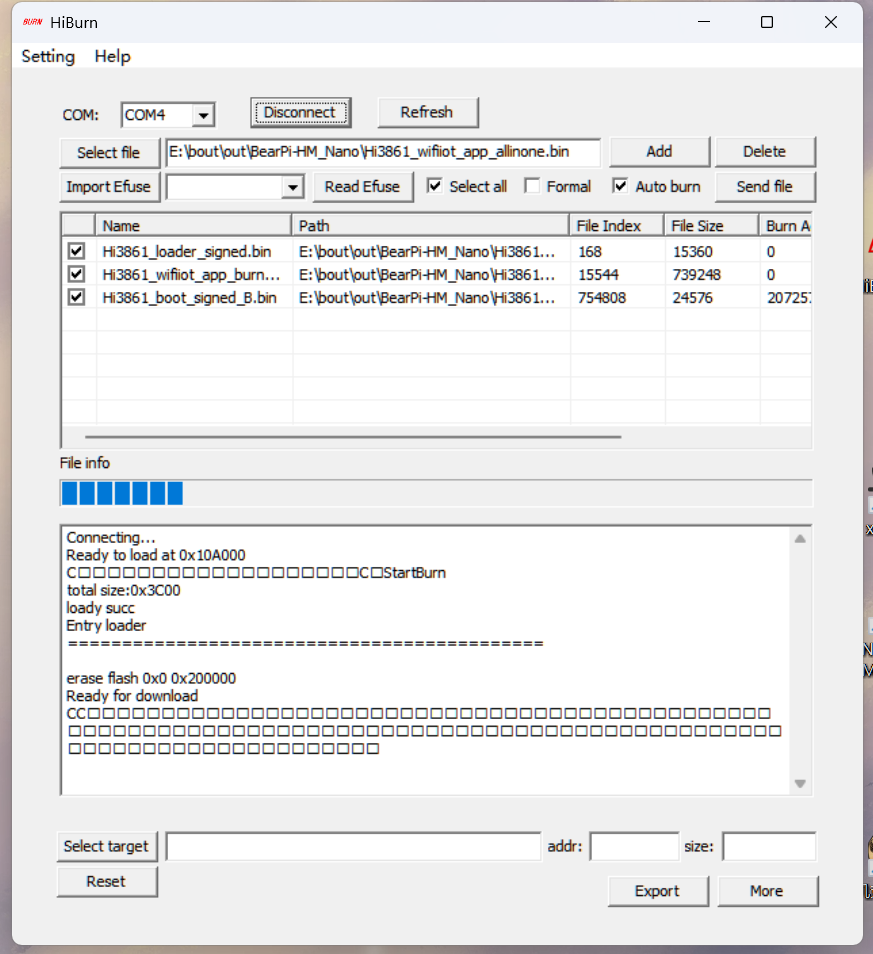 BURN HiBurn
Setting Help
COM: COM4 Disconnect Refresh
Select file E:\bout\out\BearPi-HM_Nano\Hi3861_wifiiot_app_allinone.bin Add Delete
Import Efuse Read Efuse Select all Formal Auto burn Send file
Name Path File Index File Size Burn A
Hi3861_loader_signed.bin E:\bout\out\BearPi-HM_Nano\Hi3861... 168 15360 0
Hi3861_wifiiot_app_burn... E:\bout\out\BearPi-HM_Nano\Hi3861... 15544 739248 0
Hi3861_boot_signed_B.bin E:\bout\out\BearPi-HM_Nano\Hi3861... 754808 24576 207257
File info
Connecting...
Ready to load at 0x10A000
C□□□□□□□□□□□□□□□□□□□C□StartBurn
total size:0x3C00
loady succ
Entry loader
============================================
erase flash 0x0 0x200000
Ready for download
CC□□□□□□□□□□□□□□□□□□□□□□□□□□□□□□□□□□□□□□□□□□□□□□
□□□□□□□□□□□□□□□□□□□□□□□□□□□□□□□□□□□□□□□□□□□□□□□□
□□□□□□□□□□□□□□□□□□□□□
Select target addr: size:
Reset
Export More